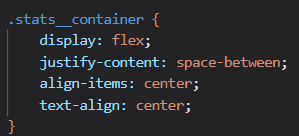 .stats__container {
    display: flex;
    justify-content: space-between;
    align-items: center;
    text-align: center;
}